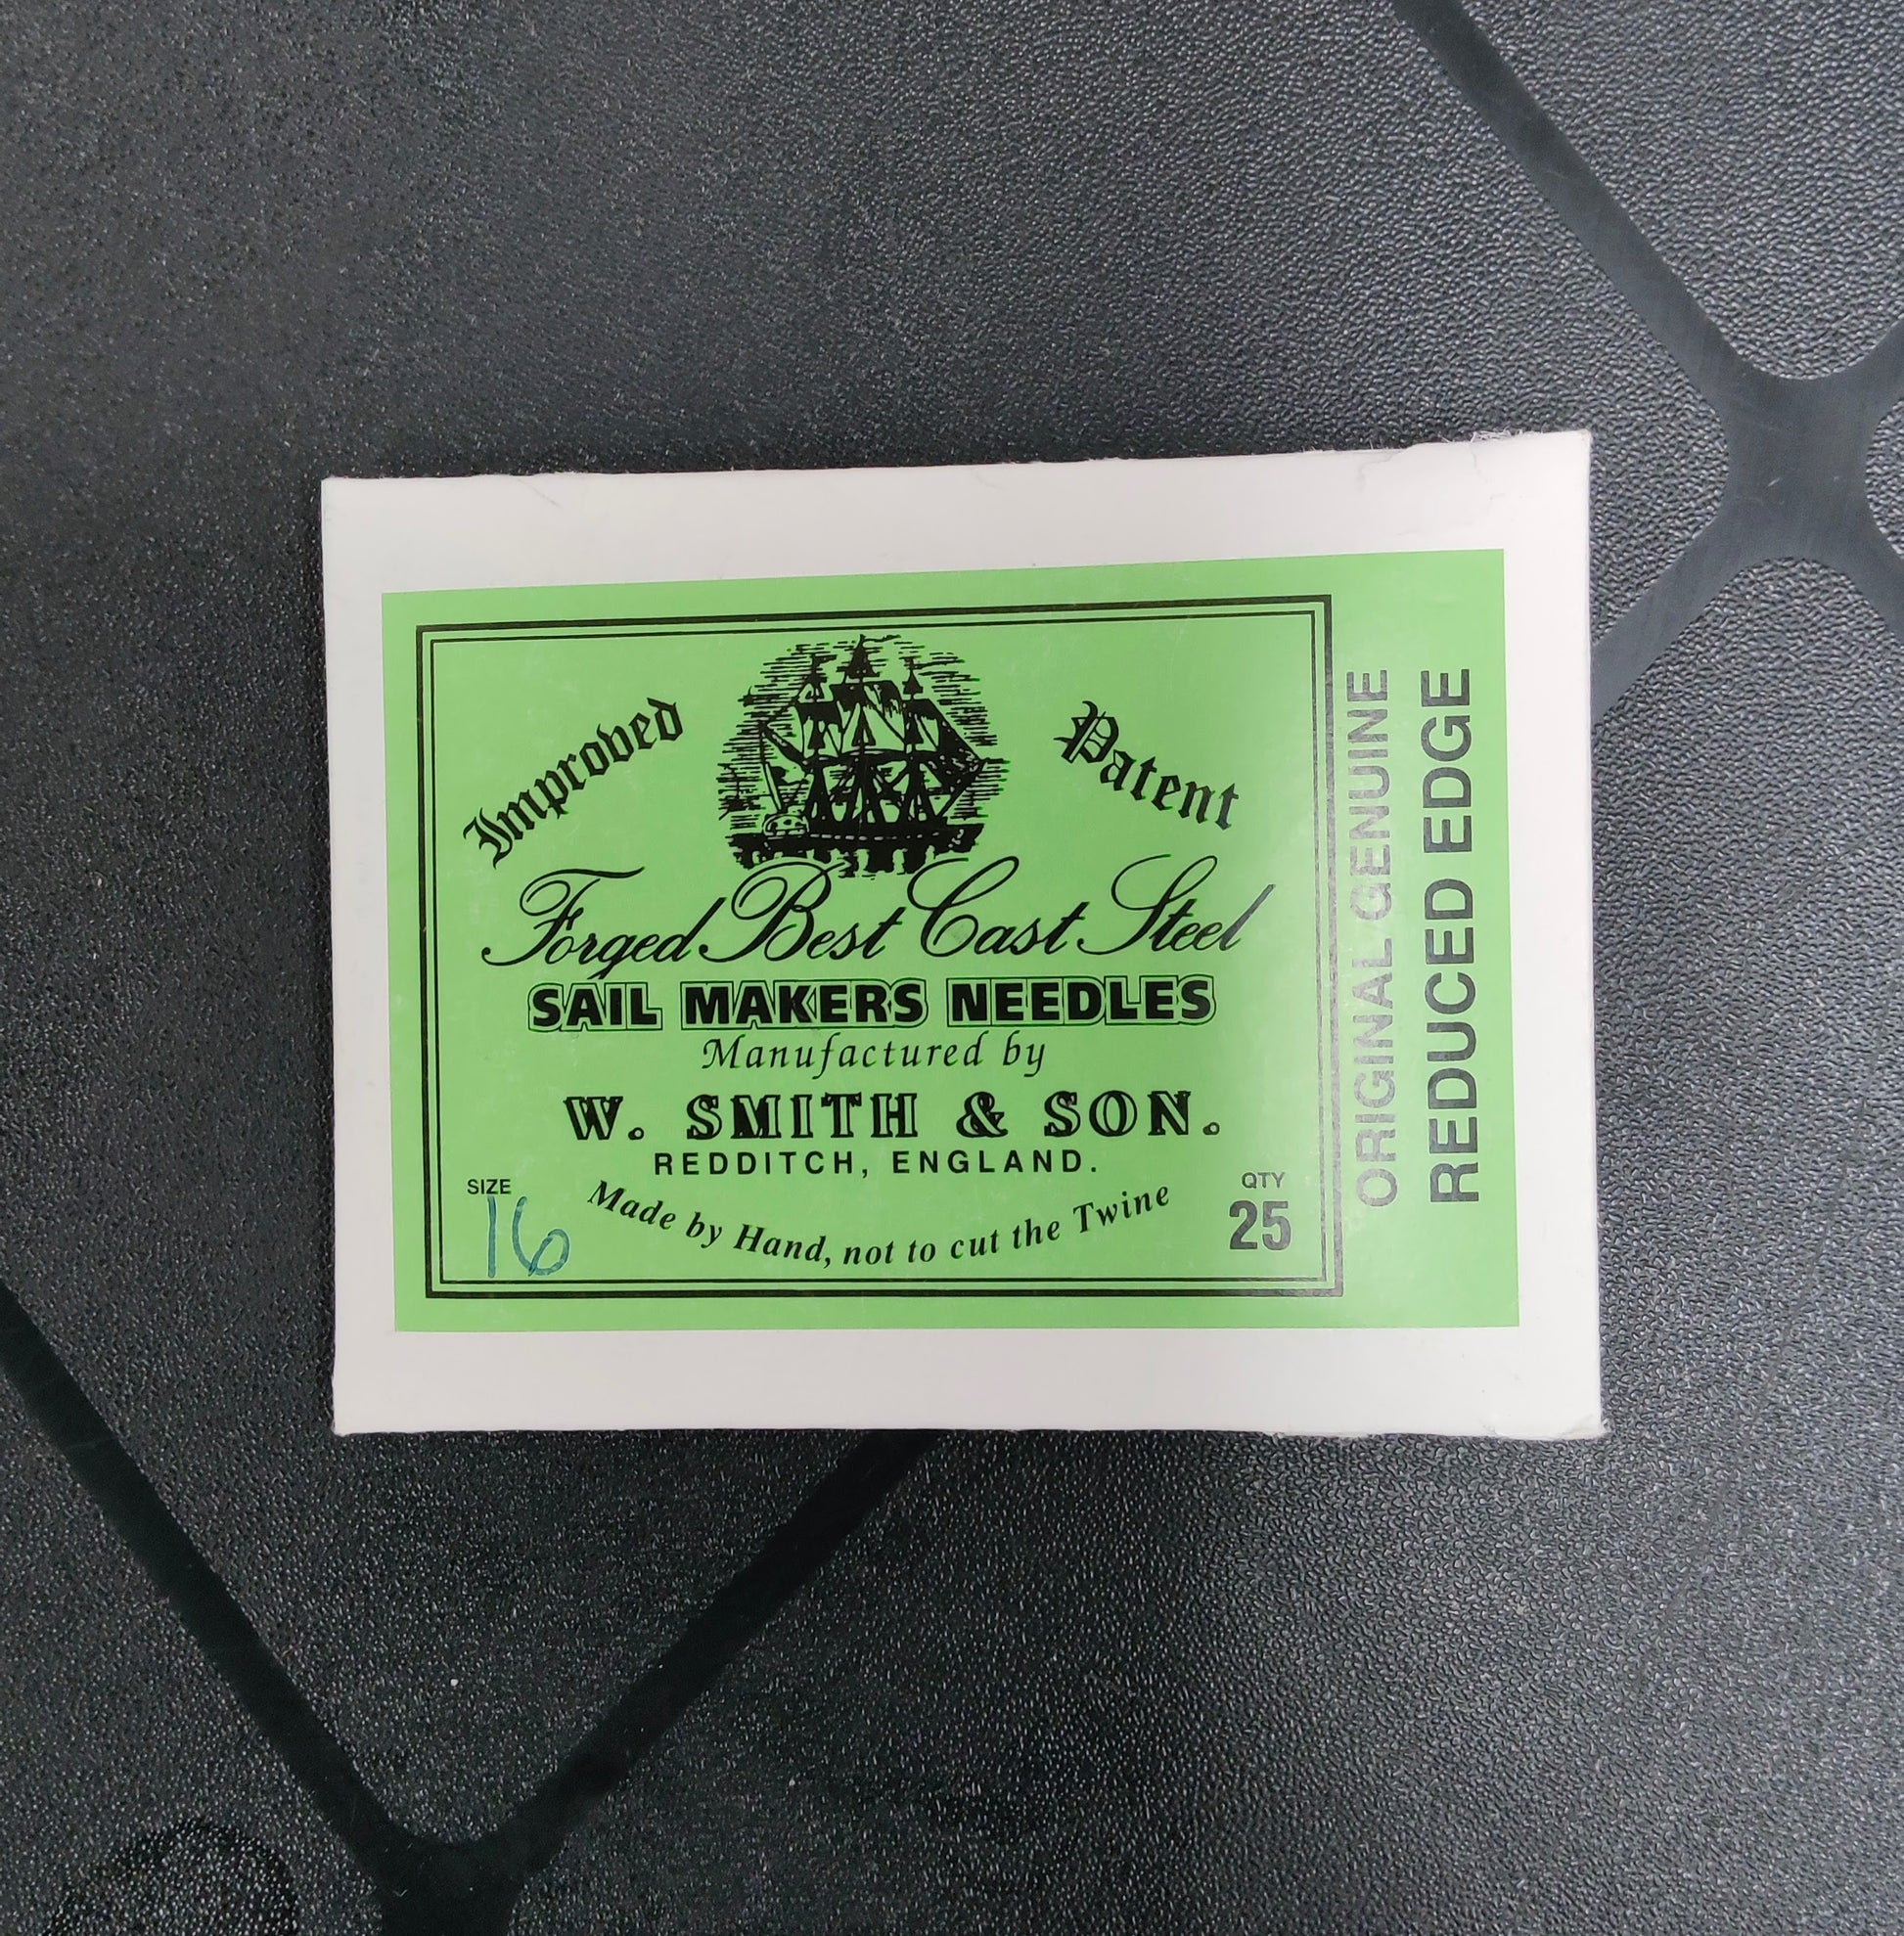 Improved
Patent
Forged Best Cast Steel
SAIL MAKERS NEEDLES
Manufactured by
W. SMITH & SON.
REDDITCH, ENGLAND.
SIZE
16
Made by Hand, not to cut the Twine
QTY
25
ORIGINAL GENUINE
REDUCED EDGE